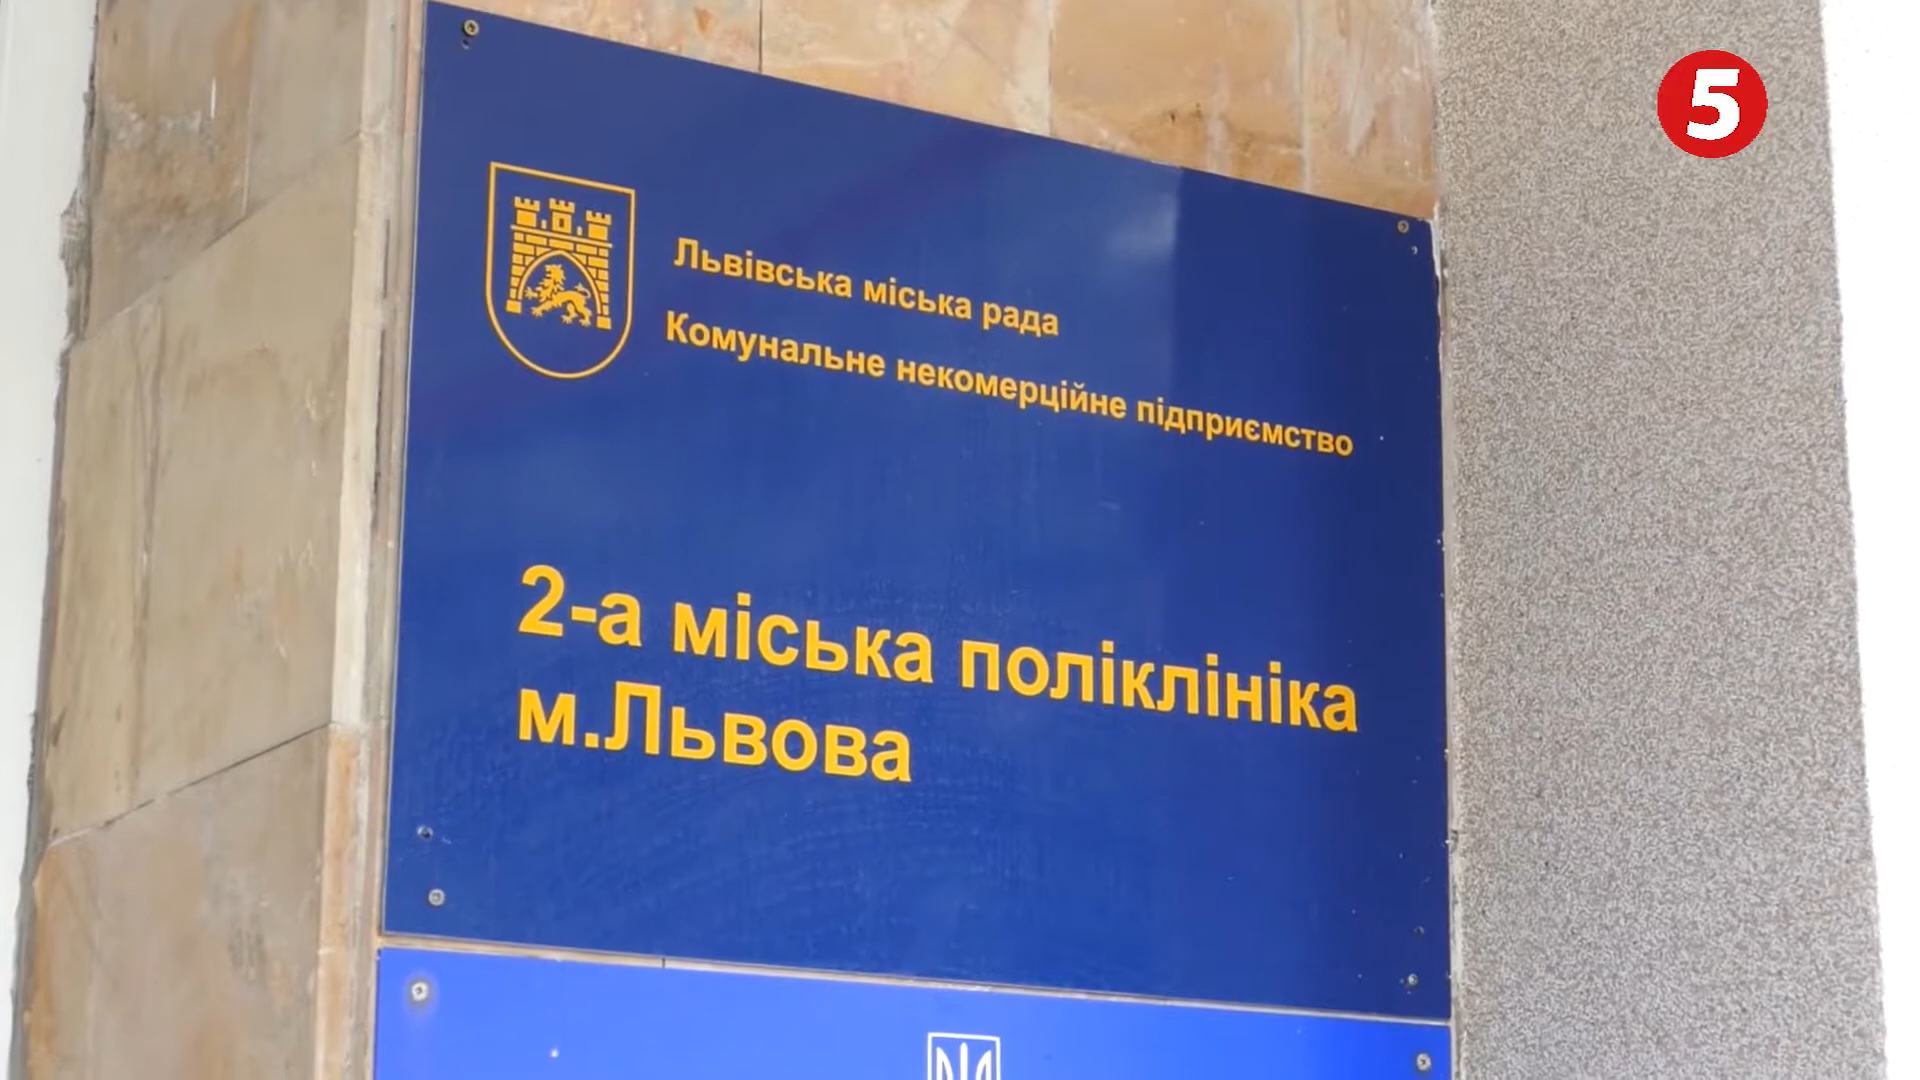 5
Львівська міська рада
Комунальне некомерційне підприємство
2-а міська поліклініка
м.Львова